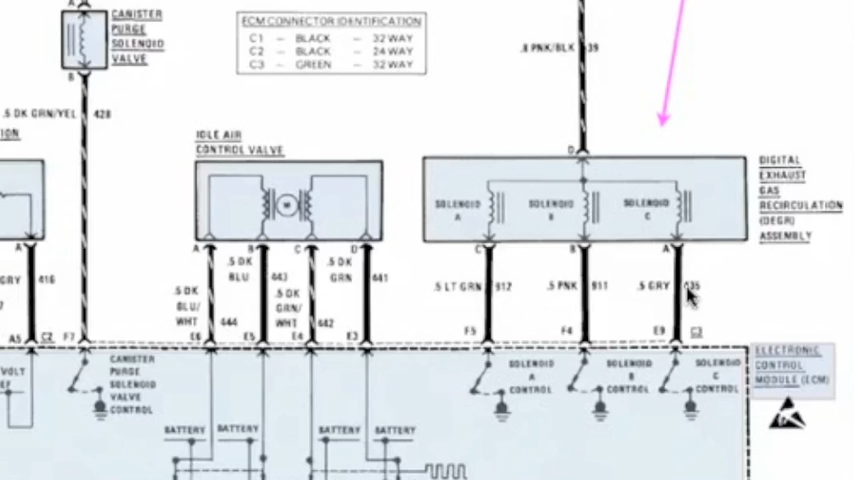 A
CANISTER
PURGE
SOLENOID
VALVE
B
ECM CONNECTOR IDENTIFICATION
C1 – BLACK – 32 WAY
C2 – BLACK – 24 WAY
C3 – GREEN – 32 WAY
.8 PNK/BLK 39
.5 DK GRN/YEL 428
ION
IDLE AIR
CONTROL VALVE
M
A B C D
D
SOLENOID
A
SOLENOID
B
SOLENOID
C
DIGITAL
EXHAUST
GAS
RECIRCULATION
(DEGR)
ASSEMBLY
A
C B A
GRY 416
.5 DK
BLU/
WHT 444
.5 DK
BLU 443
.5 DK
GRN/
WHT 442
.5 DK
GRN 441
.5 LT GRN 912
.5 PNK 911
.5 GRY 435
A5 C2 F7 E6 E5 E4 E3 F5 F4 E9 C3
VOLT
EF
CANISTER
PURGE
SOLENOID
VALVE
CONTROL
SOLENOID
A
CONTROL
SOLENOID
B
CONTROL
SOLENOID
C
CONTROL
ELECTRONIC
CONTROL
MODULE (ECM)
BATTERY BATTERY BATTERY BATTERY